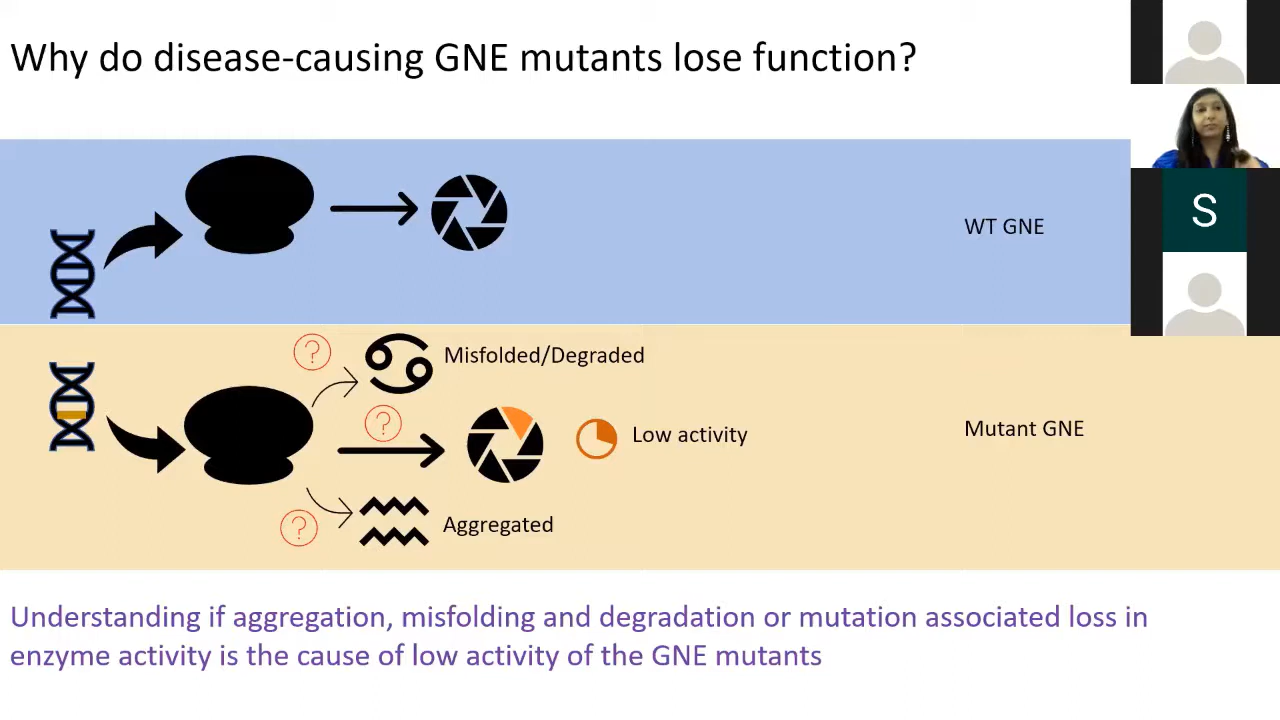 Why do disease-causing GNE mutants lose function?
S
WT GNE
?
Misfolded/Degraded
?
Low activity
Mutant GNE
?
Aggregated
Understanding if aggregation, misfolding and degradation or mutation associated loss in
enzyme activity is the cause of low activity of the GNE mutants